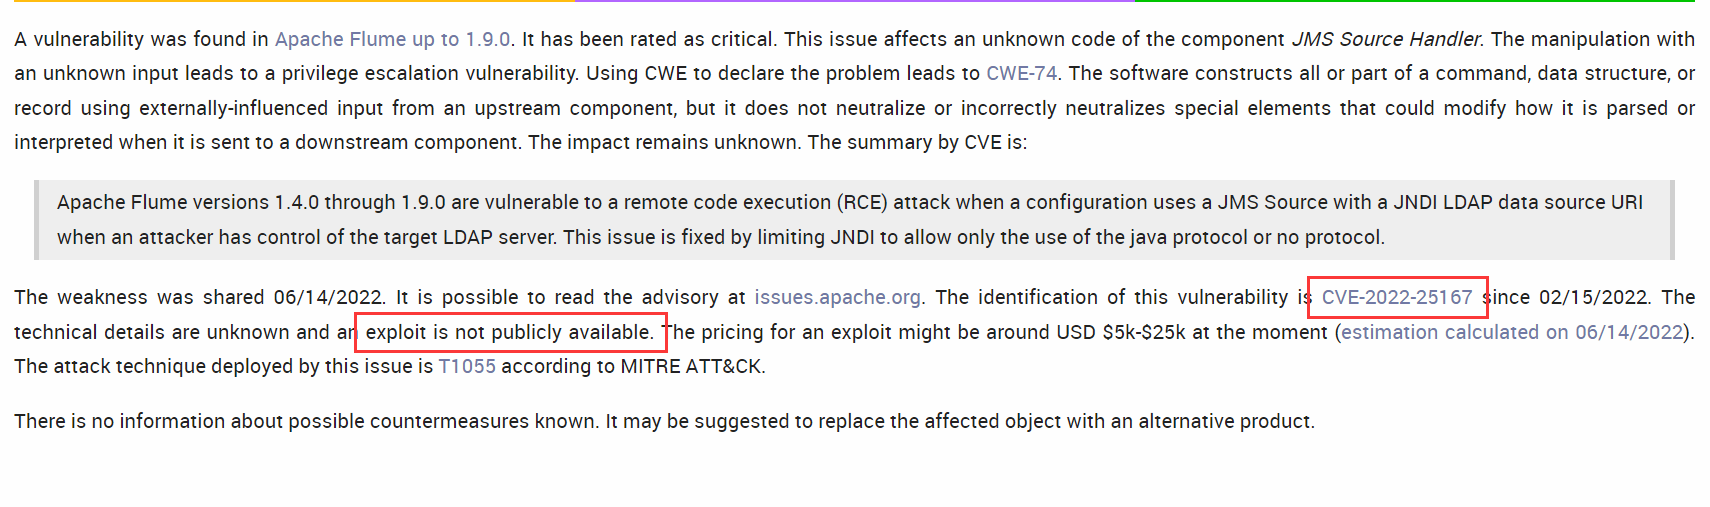 A vulnerability was found in Apache Flume up to 1.9.0. It has been rated as critical. This issue affects an unknown code of the component JMS Source Handler. The manipulation with
an unknown input leads to a privilege escalation vulnerability. Using CWE to declare the problem leads to CWE-74. The software constructs all or part of a command, data structure, or
record using externally-influenced input from an upstream component, but it does not neutralize or incorrectly neutralizes special elements that could modify how it is parsed or
interpreted when it is sent to a downstream component. The impact remains unknown. The summary by CVE is:
Apache Flume versions 1.4.0 through 1.9.0 are vulnerable to a remote code execution (RCE) attack when a configuration uses a JMS Source with a JNDI LDAP data source URI
when an attacker has control of the target LDAP server. This issue is fixed by limiting JNDI to allow only the use of the java protocol or no protocol.
The weakness was shared 06/14/2022. It is possible to read the advisory at issues.apache.org. The identification of this vulnerability is CVE-2022-25167 since 02/15/2022. The
technical details are unknown and an exploit is not publicly available. The pricing for an exploit might be around USD $5k-$25k at the moment (estimation calculated on 06/14/2022).
The attack technique deployed by this issue is T1055 according to MITRE ATT&CK.
There is no information about possible countermeasures known. It may be suggested to replace the affected object with an alternative product.